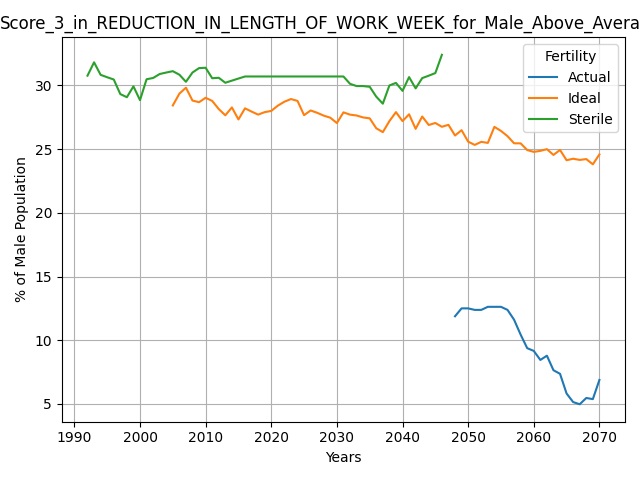 Score_3_in_REDUCTION_IN_LENGTH_OF_WORK_WEEK_for_Male_Above_Avera
Fertility
Actual
Ideal
Sterile
% of Male Population
30
25
20
15
10
5
1990 2000 2010 2020 2030 2040 2050 2060 2070
Years